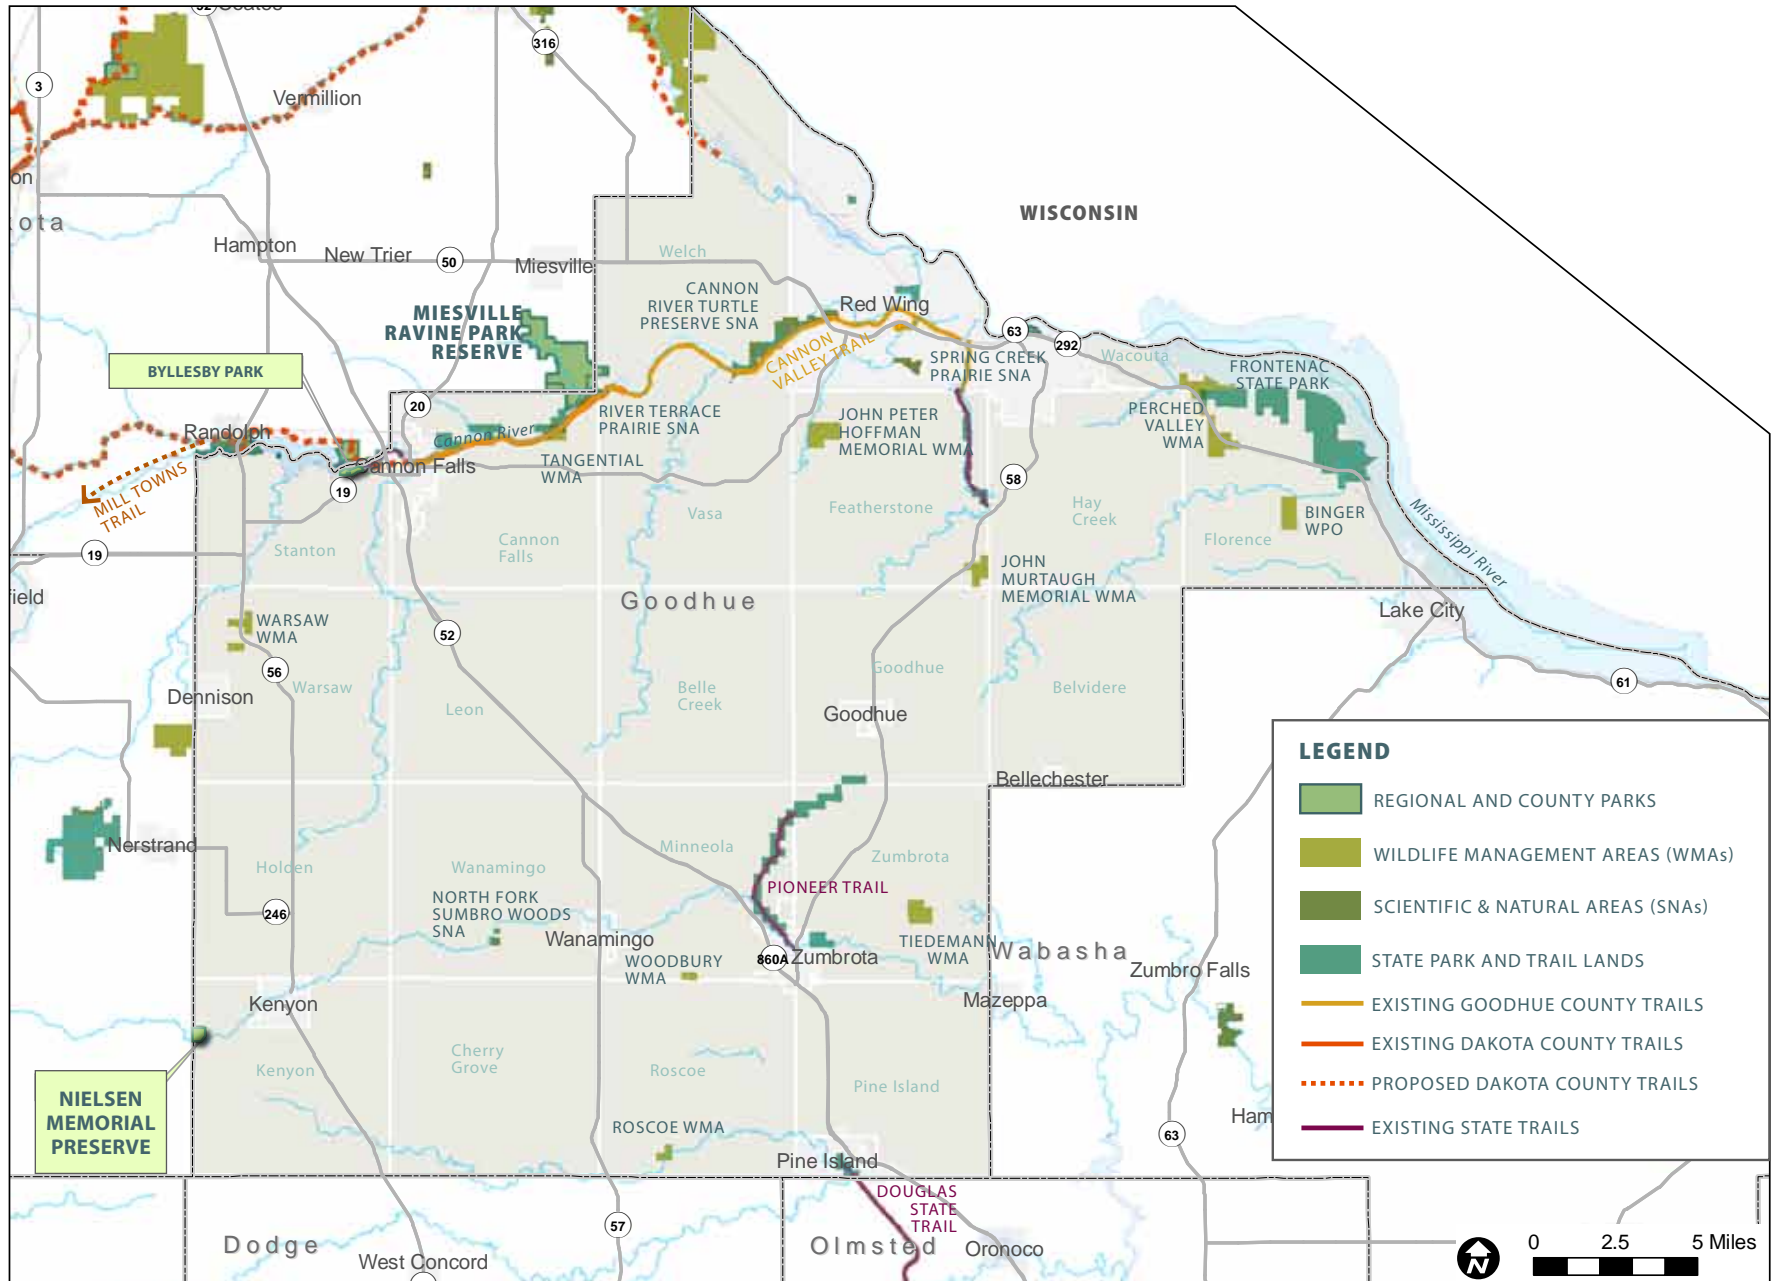 52
Coates
316
3
Vermillion
on
kota
WISCONSIN
Hampton
New Trier
50
Miesville
Welch
CANNON
RIVER TURTLE
PRESERVE SNA
Red Wing
MIESVILLE
RAVINE PARK
RESERVE
BYLLESBY PARK
CANNON
VALLEY TRAIL
63
292
SPRING CREEK
PRAIRIE SNA
Wacouta
FRONTENAC
STATE PARK
20
RIVER TERRACE
PRAIRIE SNA
JOHN PETER
HOFFMAN
MEMORIAL WMA
PERCHED
VALLEY
WMA
Randolph
Cannon River
Cannon Falls
TANGENTIAL
WMA
19
MILL TOWNS
TRAIL
58
Vasa
Featherstone
Hay
Creek
BINGER
WPO
Mississippi River
19
Stanton
Cannon
Falls
Florence
JOHN
MURTAUGH
MEMORIAL WMA
field
Goodhue
Lake City
WARSAW
WMA
52
56
Warsaw
Dennison
Leon
Belle
Creek
Goodhue
Belvidere
61
Goodhue
Bellechester
Nerstrand
Holden
Wanamingo
Minneola
Zumbrota
PIONEER TRAIL
246
NORTH FORK
SUMBRO WOODS
SNA
Wanamingo
WOODBURY
WMA
860A
Zumbrota
TIEDEMANN
WMA
Wabasha
Zumbro Falls
Mazeppa
Kenyon
Kenyon
Cherry
Grove
Roscoe
Pine Island
NIELSEN
MEMORIAL
PRESERVE
ROSCOE WMA
Pine Island
63
Ham
DOUGLAS
STATE
TRAIL
57
Dodge
West Concord
Olmsted
Oronoco
LEGEND
REGIONAL AND COUNTY PARKS
WILDLIFE MANAGEMENT AREAS (WMAs)
SCIENTIFIC & NATURAL AREAS (SNAs)
STATE PARK AND TRAIL LANDS
EXISTING GOODHUE COUNTY TRAILS
EXISTING DAKOTA COUNTY TRAILS
PROPOSED DAKOTA COUNTY TRAILS
EXISTING STATE TRAILS
N
0 2.5 5 Miles